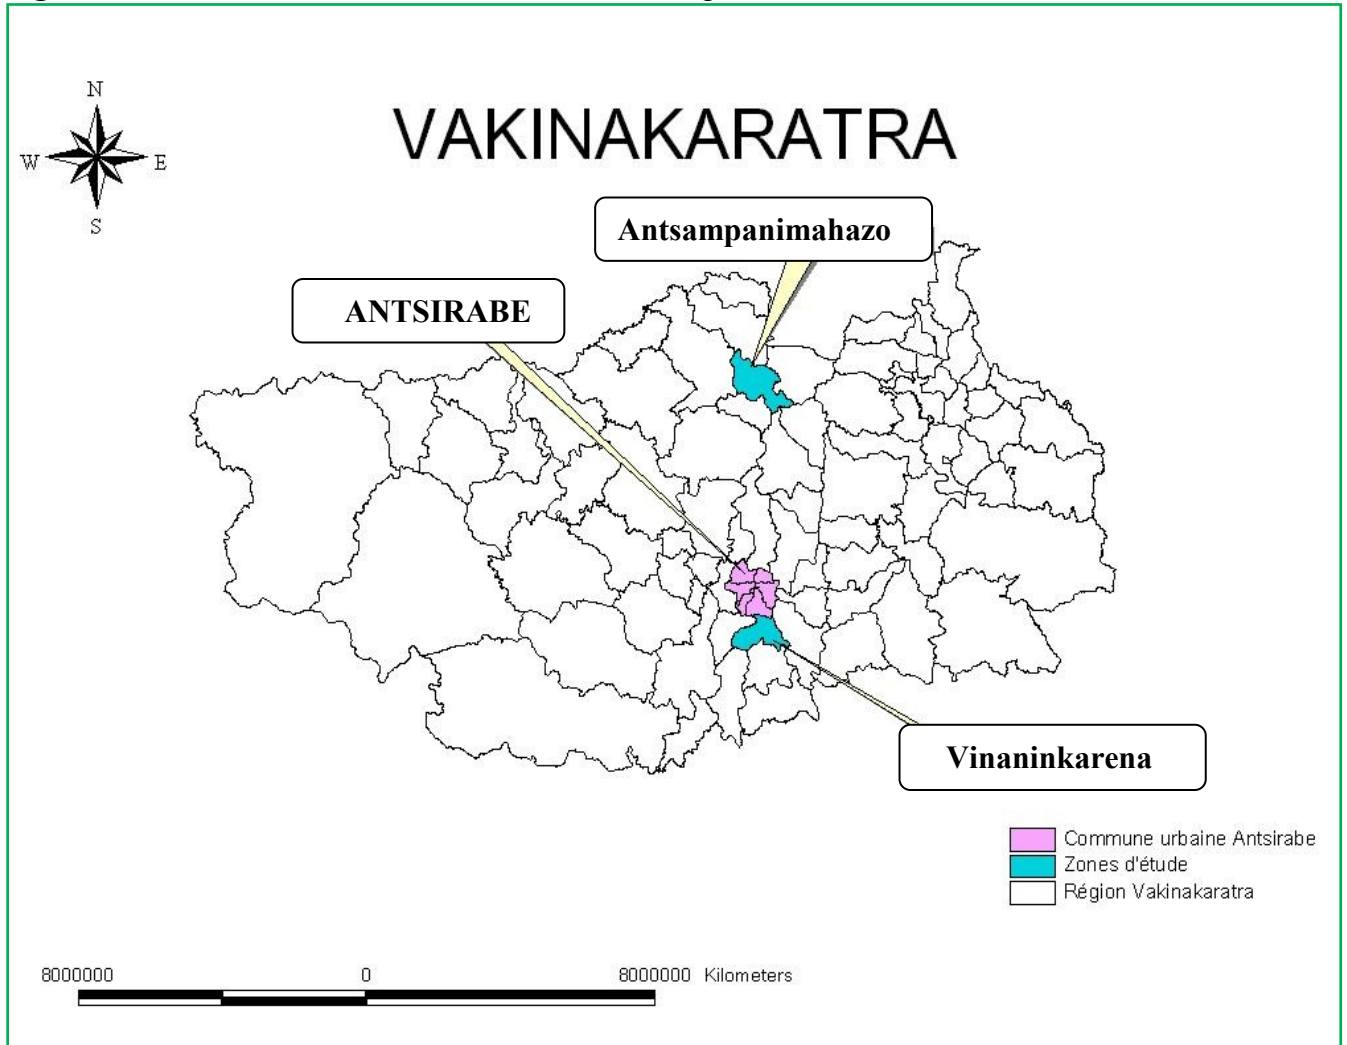 N
W E
S
VAKINAKARATRA
Antsampanimahazo
ANTSIRABE
Vinaninkarena
Commune urbaine Antsirabe
Zones d'étude
Région Vakinakaratra
8000000 0 8000000 Kilometers